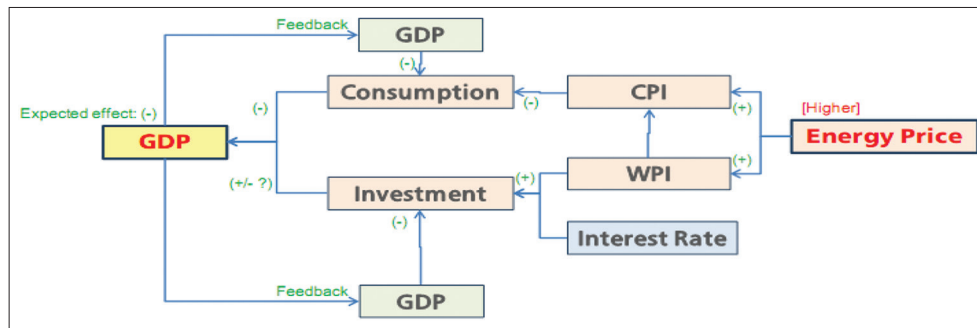 Feedback
GDP
(-)
Consumption
CPI
(-)
(-)
(+)
[Higher]
Expected effect: (-)
GDP
Energy Price
(+/- ?)
Investment
(+)
WPI
(+)
(-)
Interest Rate
Feedback
GDP